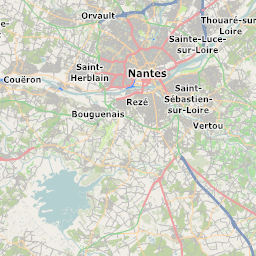 Orvault
Thouaré-sur-
Loire
Sainte-Luce-
sur-Loire
Saint-
Herblain
Nantes
Couëron
Saint-
Sébastien-
sur-Loire
Rezé
Bouguenais
Vertou